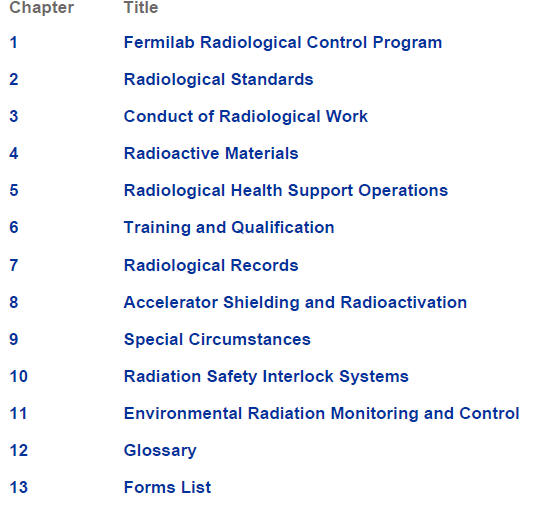 Chapter Title
1 Fermilab Radiological Control Program
2 Radiological Standards
3 Conduct of Radiological Work
4 Radioactive Materials
5 Radiological Health Support Operations
6 Training and Qualification
7 Radiological Records
8 Accelerator Shielding and Radioactivation
9 Special Circumstances
10 Radiation Safety Interlock Systems
11 Environmental Radiation Monitoring and Control
12 Glossary
13 Forms List